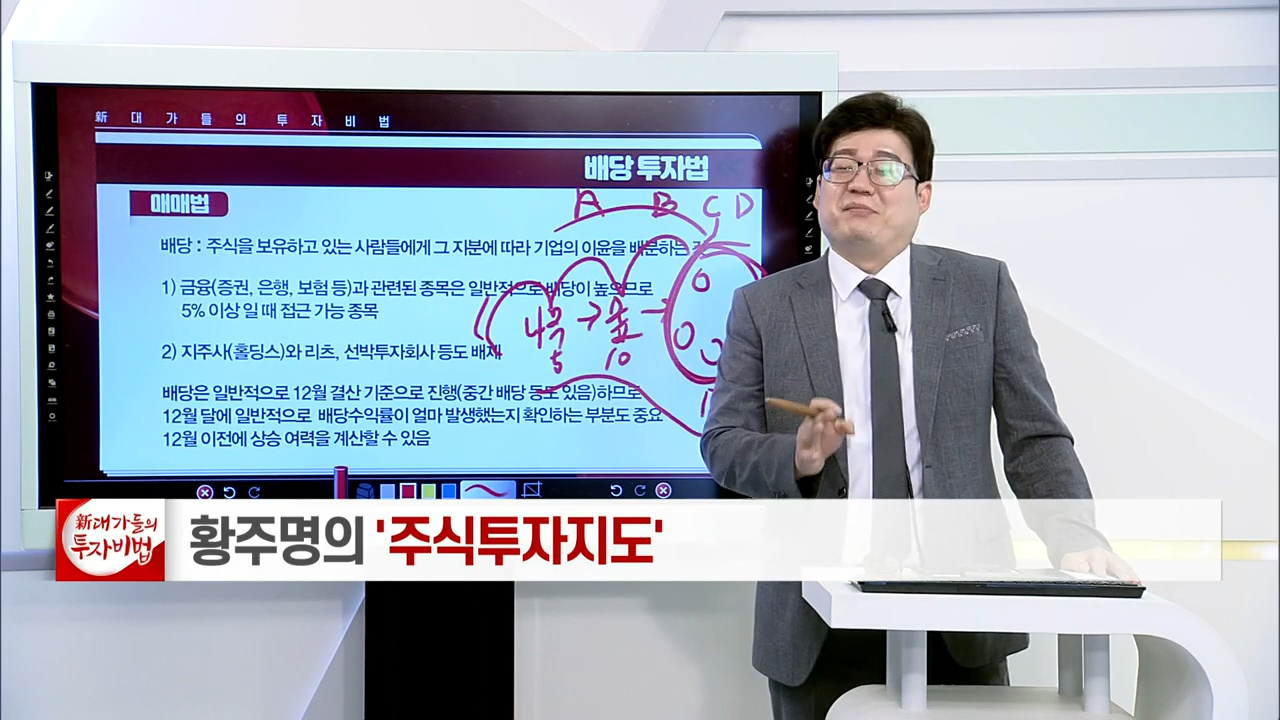 新 대 가 들 의 투 자 비 법
배당 투자법
매매법
A B C D
배당 : 주식을 보유하고 있는 사람들에게 그 지분에 따라 기업의 이윤을 배분하는
1) 금융(증권, 은행, 보험 등)과 관련된 종목은 일반적으로 배당이 높으므로
5% 이상 일 때 접근 가능 종목
2) 지주사(홀딩스)와 리츠, 선박투자회사 등도 배제
5 10
배당은 일반적으로 12월 결산 기준으로 진행(중간 배당 등도 있음)하므로
12월 달에 일반적으로 배당수익률이 얼마 발생했는지 확인하는 부분도 중요
12월 이전에 상승 여력을 계산할 수 있음
新대가들의
투자비법
황주명의 '주식투자지도'